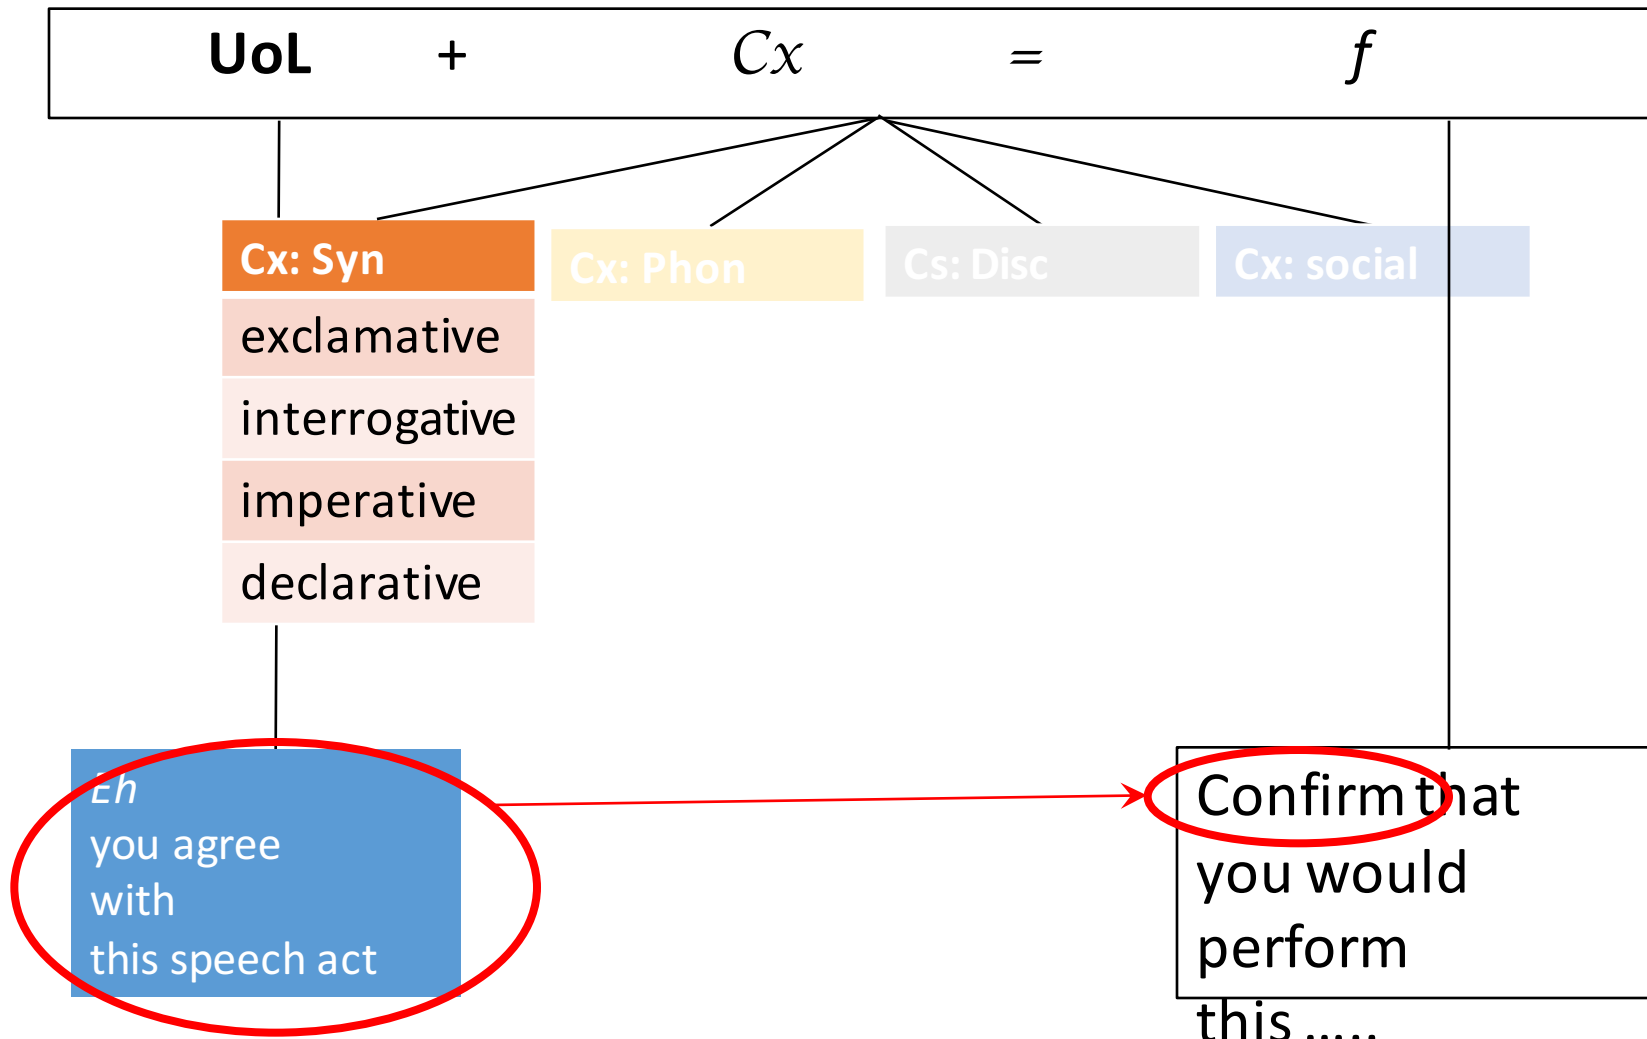 UoL + Cx = f
Cx: Syn
Cx: Phon
Cs: Disc
Cx: social
exclamative
interrogative
imperative
declarative
Eh
you agree
with
this speech act
Confirm that
you would
perform
this .....